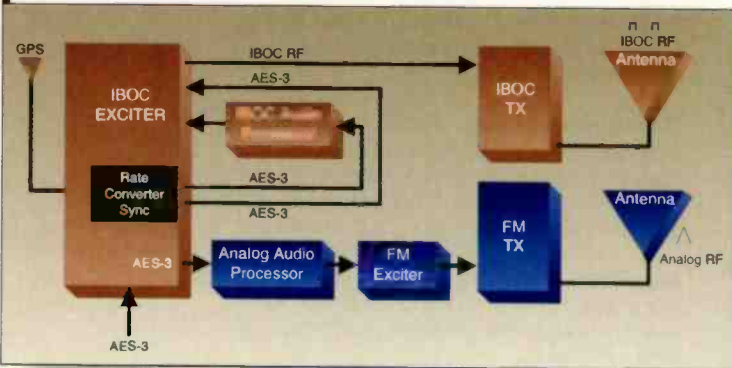 GPS
IBOC RF
AES-3
IBOC
EXCITER
Rate
Converter
Sync
AES-3
AES-3
AES-3
AES-3
Analog Audio
Processor
FM
Exciter
IBOC
TX
FM
TX
IBOC RF
Antenna
Antenna
Analog RF